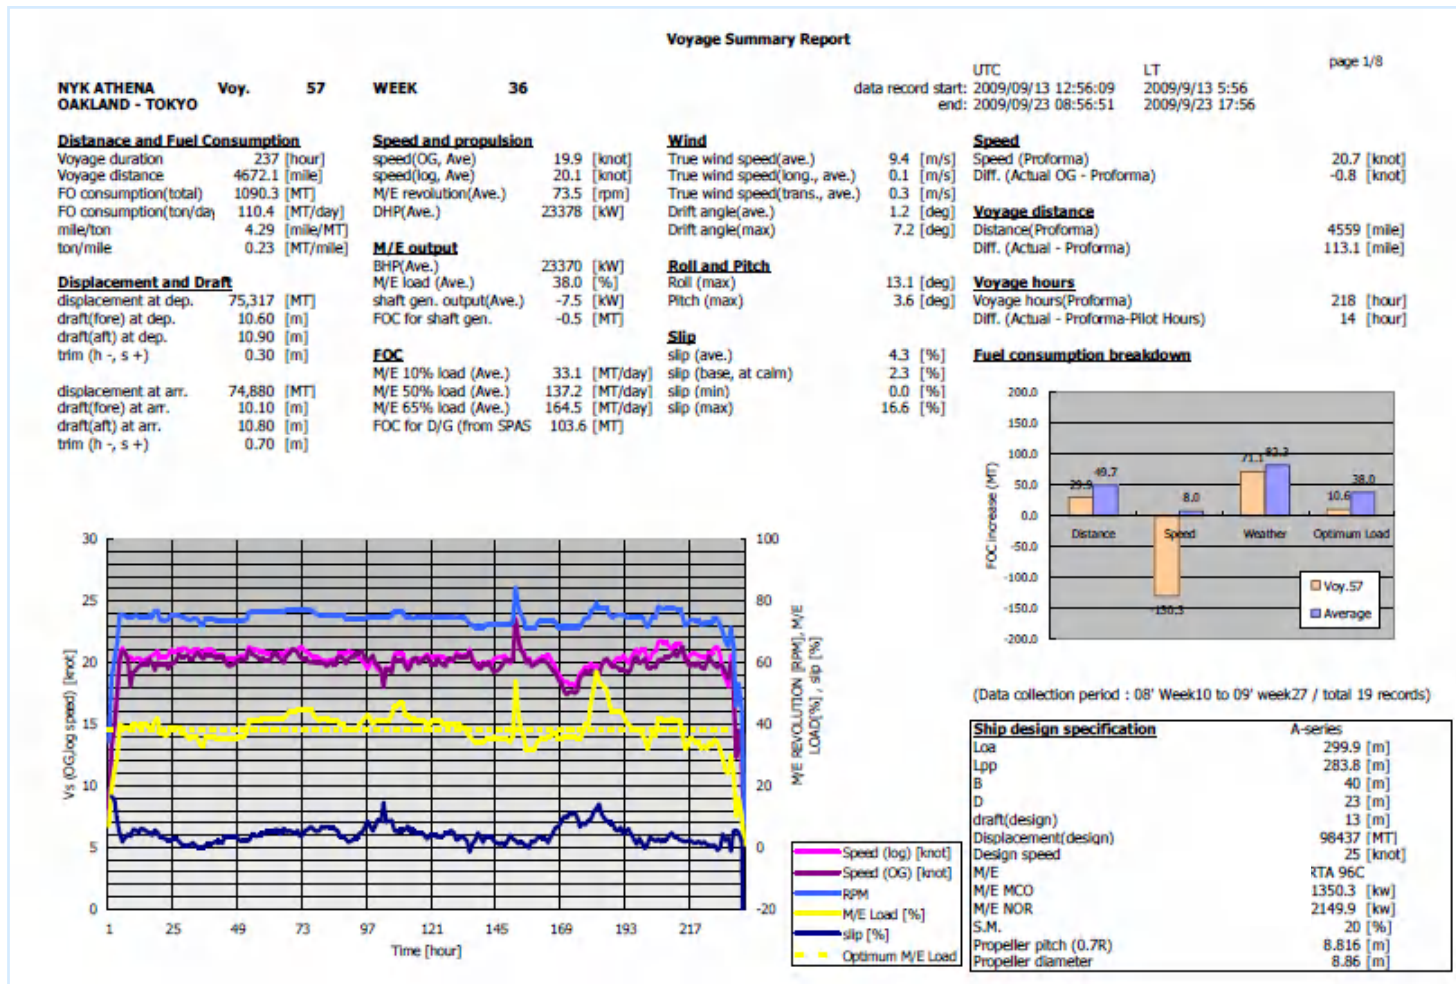 Voyage Summary Report
page 1/8
UTC LT
NYK ATHENA Voy. 57 WEEK 36 data record start: 2009/09/13 12:56:09 2009/9/13 5:56
OAKLAND - TOKYO end: 2009/09/23 08:56:51 2009/9/23 17:56
Distanace and Fuel Consumption
Voyage duration 237 [hour]
Voyage distance 4672.1 [mile]
FO consumption(total) 1090.3 [MT]
FO consumption(ton/day 110.4 [MT/day]
mile/ton 4.29 [mile/MT]
ton/mile 0.23 [MT/mile]
Displacement and Draft
displacement at dep. 75,317 [MT]
draft(fore) at dep. 10.60 [m]
draft(aft) at dep. 10.90 [m]
trim (h -, s +) 0.30 [m]
displacement at arr. 74,880 [MT]
draft(fore) at arr. 10.10 [m]
draft(aft) at arr. 10.80 [m]
trim (h -, s +) 0.70 [m]
Speed and propulsion
speed(OG, Ave) 19.9 [knot]
speed(log, Ave) 20.1 [knot]
M/E revolution(Ave.) 73.5 [rpm]
DHP(Ave.) 23378 [kW]
M/E output
BHP(Ave.) 23370 [kW]
M/E load (Ave.) 38.0 [%]
shaft gen. output(Ave.) -7.5 [kW]
FOC for shaft gen. -0.5 [MT]
FOC
M/E 10% load (Ave.) 33.1 [MT/day]
M/E 50% load (Ave.) 137.2 [MT/day]
M/E 65% load (Ave.) 164.5 [MT/day]
FOC for D/G (from SPAS 103.6 [MT]
Wind
True wind speed(ave.) 9.4 [m/s]
True wind speed(long., ave.) 0.1 [m/s]
True wind speed(trans., ave.) 0.3 [m/s]
Drift angle(ave.) 1.2 [deg]
Drift angle(max) 7.2 [deg]
Roll and Pitch
Roll (max) 13.1 [deg]
Pitch (max) 3.6 [deg]
Slip
slip (ave.) 4.3 [%]
slip (base, at calm) 2.3 [%]
slip (min) 0.0 [%]
slip (max) 16.6 [%]
Speed
Speed (Proforma) 20.7 [knot]
Diff. (Actual OG - Proforma) -0.8 [knot]
Voyage distance
Distance(Proforma) 4559 [mile]
Diff. (Actual - Proforma) 113.1 [mile]
Voyage hours
Voyage hours(Proforma) 218 [hour]
Diff. (Actual - Proforma-Pilot Hours) 14 [hour]
Fuel consumption breakdown
FOC increase (MT)
200.0
150.0
100.0
50.0
0.0
-50.0
-100.0
-150.0
-200.0
29.9 49.7
-130.3 8.0
71.1 82.3
10.6 38.0
Distance Speed Weather Optimum Load
Voy.57
Average
(Data collection period : 08' Week10 to 09' week27 / total 19 records)
Vs (OG,log speed) [knot]
30
25
20
15
10
5
0
100
80
60
40
20
0
-20
M/E REVOLUTION [RPM], M/E
LOAD[%] , slip [%]
1 25 49 73 97 121 145 169 193 217
Time [hour]
Speed (log) [knot]
Speed (OG) [knot]
RPM
M/E Load [%]
slip [%]
Optimum M/E Load
Ship design specification A-series
Loa 299.9 [m]
Lpp 283.8 [m]
B 40 [m]
D 23 [m]
draft(design) 13 [m]
Displacement(design) 98437 [MT]
Design speed 25 [knot]
M/E RTA 96C
M/E MCO 1350.3 [kw]
M/E NOR 2149.9 [kw]
S.M. 20 [%]
Propeller pitch (0.7R) 8.816 [m]
Propeller diameter 8.86 [m]